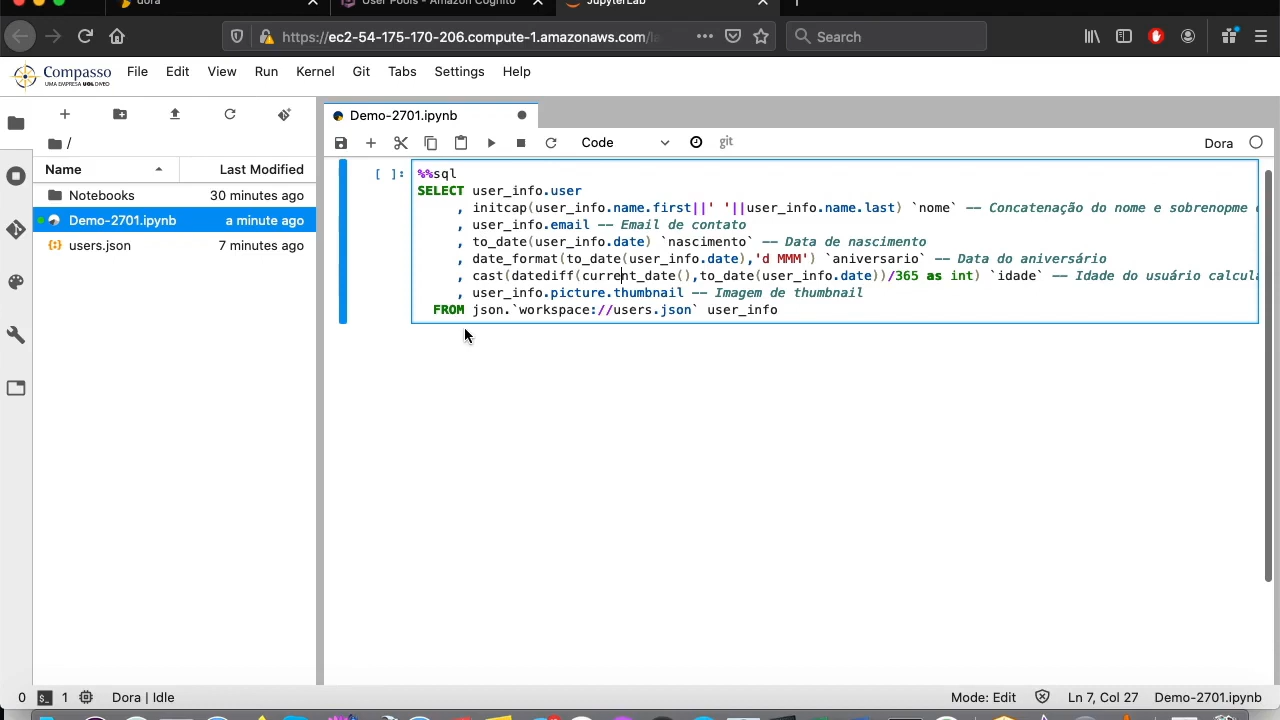 dora
User Pools - Amazon Cognito
JupyterLab
https://ec2-54-175-170-206.compute-1.amazonaws.com/la
Search
Compasso
UMA EMPRESA UOL DIVEO
File Edit View Run Kernel Git Tabs Settings Help
Demo-2701.ipynb
/
Code
git
Dora
Name
Last Modified
Notebooks
30 minutes ago
Demo-2701.ipynb
a minute ago
users.json
7 minutes ago
[ ]:
%%sql
SELECT user_info.user
, initcap(user_info.name.first||' '||user_info.name.last) `nome` -- Concatenação do nome e sobrenopme
, user_info.email -- Email de contato
, to_date(user_info.date) `nascimento` -- Data de nascimento
, date_format(to_date(user_info.date),'d MMM') `aniversario` -- Data do aniversário
, cast(datediff(current_date(),to_date(user_info.date))/365 as int) `idade` -- Idade do usuário calcula
, user_info.picture.thumbnail -- Imagem de thumbnail
FROM json.`workspace://users.json` user_info
0
1
Dora | Idle
Mode: Edit
Ln 7, Col 27
Demo-2701.ipynb